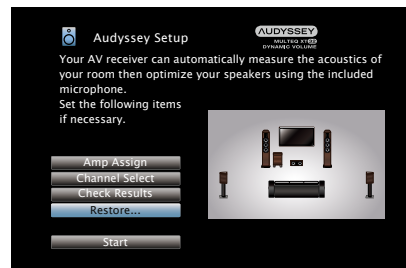 Audyssey Setup
AUDYSSEY
MULTEQ XT32
DYNAMIC VOLUME
Your AV receiver can automatically measure the acoustics of
your room then optimize your speakers using the included
microphone.
Set the following items
if necessary.
Amp Assign
Channel Select
Check Results
Restore...
Start